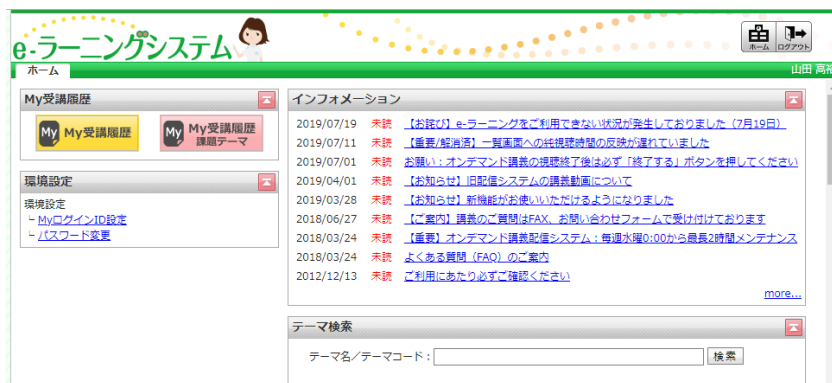 e-ラーニングシステム
ホーム ログアウト
ホーム
山田 高裕
My受講履歴
My My受講履歴
My My受講履歴
課題テーマ
環境設定
環境設定
MyログインID設定
パスワード変更
インフォメーション
2019/07/19 未読 【お詫び】e-ラーニングをご利用できない状況が発生しておりました（7月19日）
2019/07/11 未読 【重要/解消済】一覧画面への純視聴時間の反映が遅れていました
2019/07/01 未読 お願い：オンデマンド講義の視聴終了後は必ず「終了する」ボタンを押してください
2019/04/01 未読 【お知らせ】旧配信システムの講義動画について
2019/03/28 未読 【お知らせ】新機能がお使いいただけるようになりました
2018/06/27 未読 【ご案内】講義のご質問はFAX、お問い合わせフォームで受け付けております
2018/03/24 未読 【重要】オンデマンド講義配信システム：毎週水曜0:00から最長2時間メンテナンス
2018/03/24 未読 よくある質問（FAQ）のご案内
2012/12/13 未読 ご利用にあたり必ずご確認ください
more...
テーマ検索
テーマ名／テーマコード： 検索